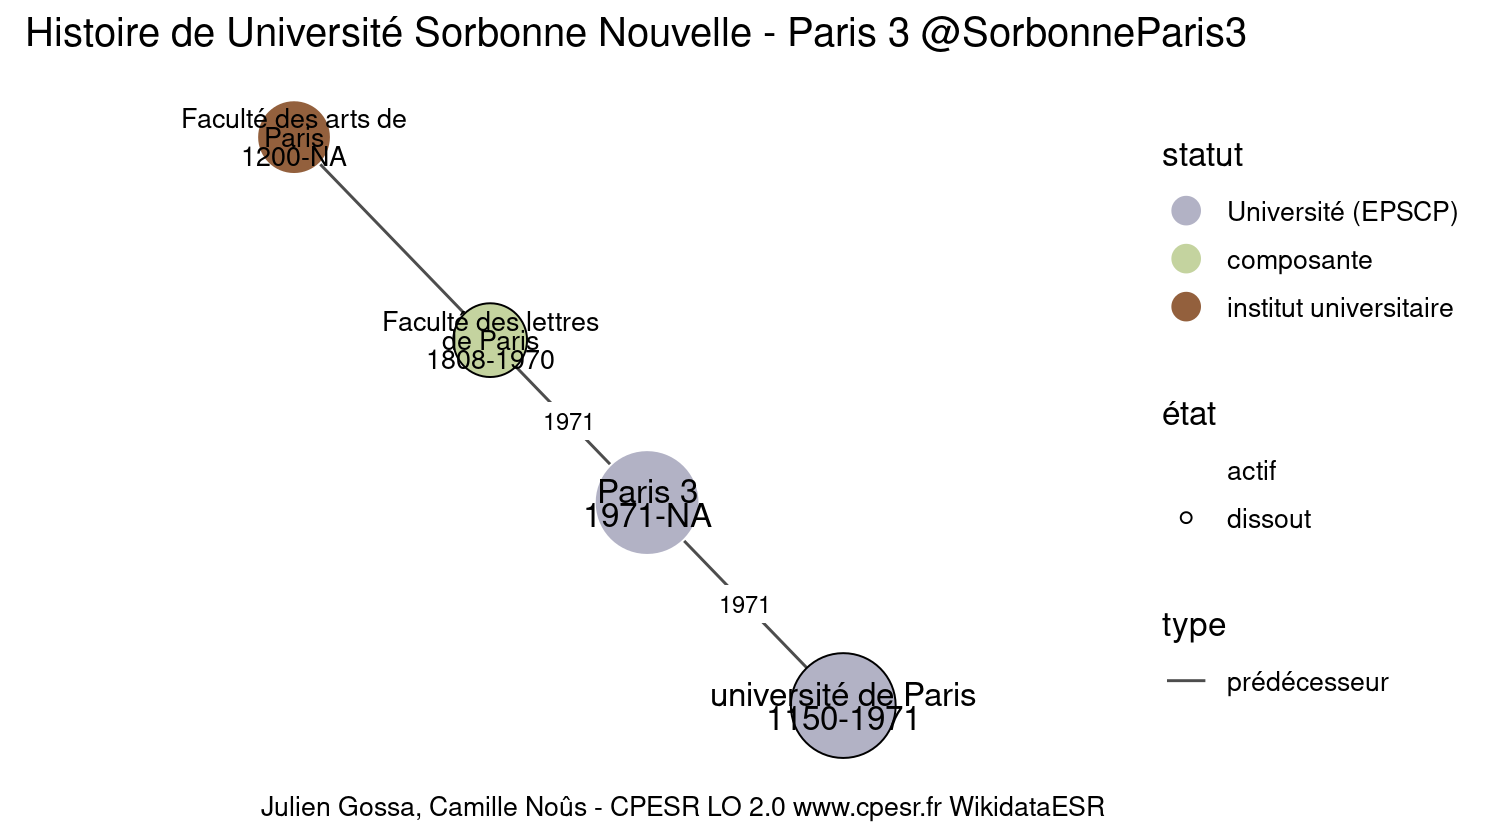 Histoire de Université Sorbonne Nouvelle - Paris 3 @SorbonneParis3
Faculté des arts de
Paris
1200-NA
Faculté des lettres
de Paris
1808-1970
1971
Paris 3
1971-NA
1971
université de Paris
1150-1971
statut
Université (EPSCP)
composante
institut universitaire
état
actif
dissout
type
prédécesseur
Julien Gossa, Camille Noûs - CPESR LO 2.0 www.cpesr.fr WikidataESR